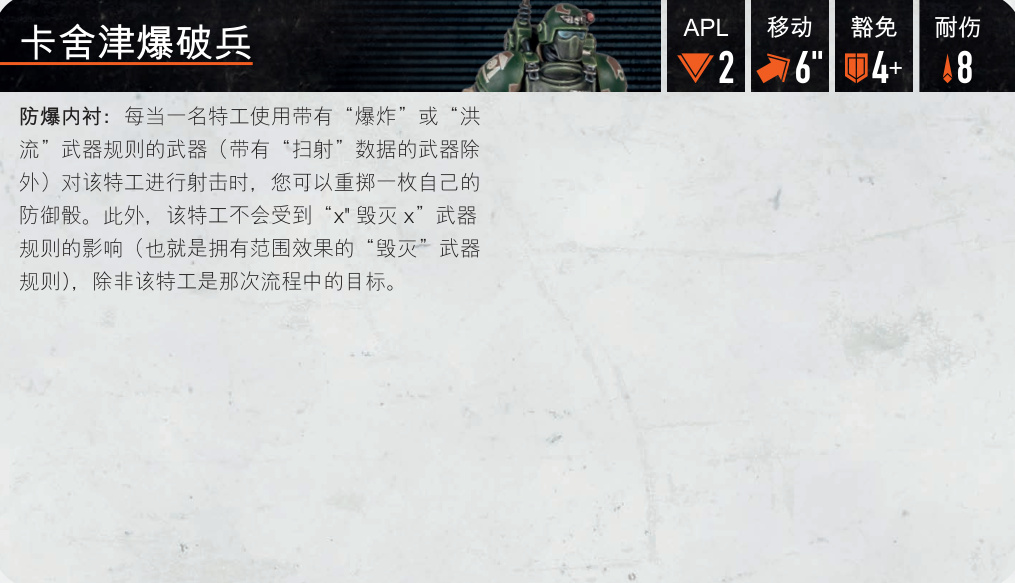 卡舍津爆破兵
APL
2
移动
6"
豁免
4+
耐伤
8
防爆内衬：每当一名特工使用带有“爆炸”或“洪
流”武器规则的武器（带有“扫射”数据的武器除
外）对该特工进行射击时，您可以重掷一枚自己的
防御骰。此外，该特工不会受到“x" 毁灭 x”武器
规则的影响（也就是拥有范围效果的“毁灭”武器
规则），除非该特工是那次流程中的目标。